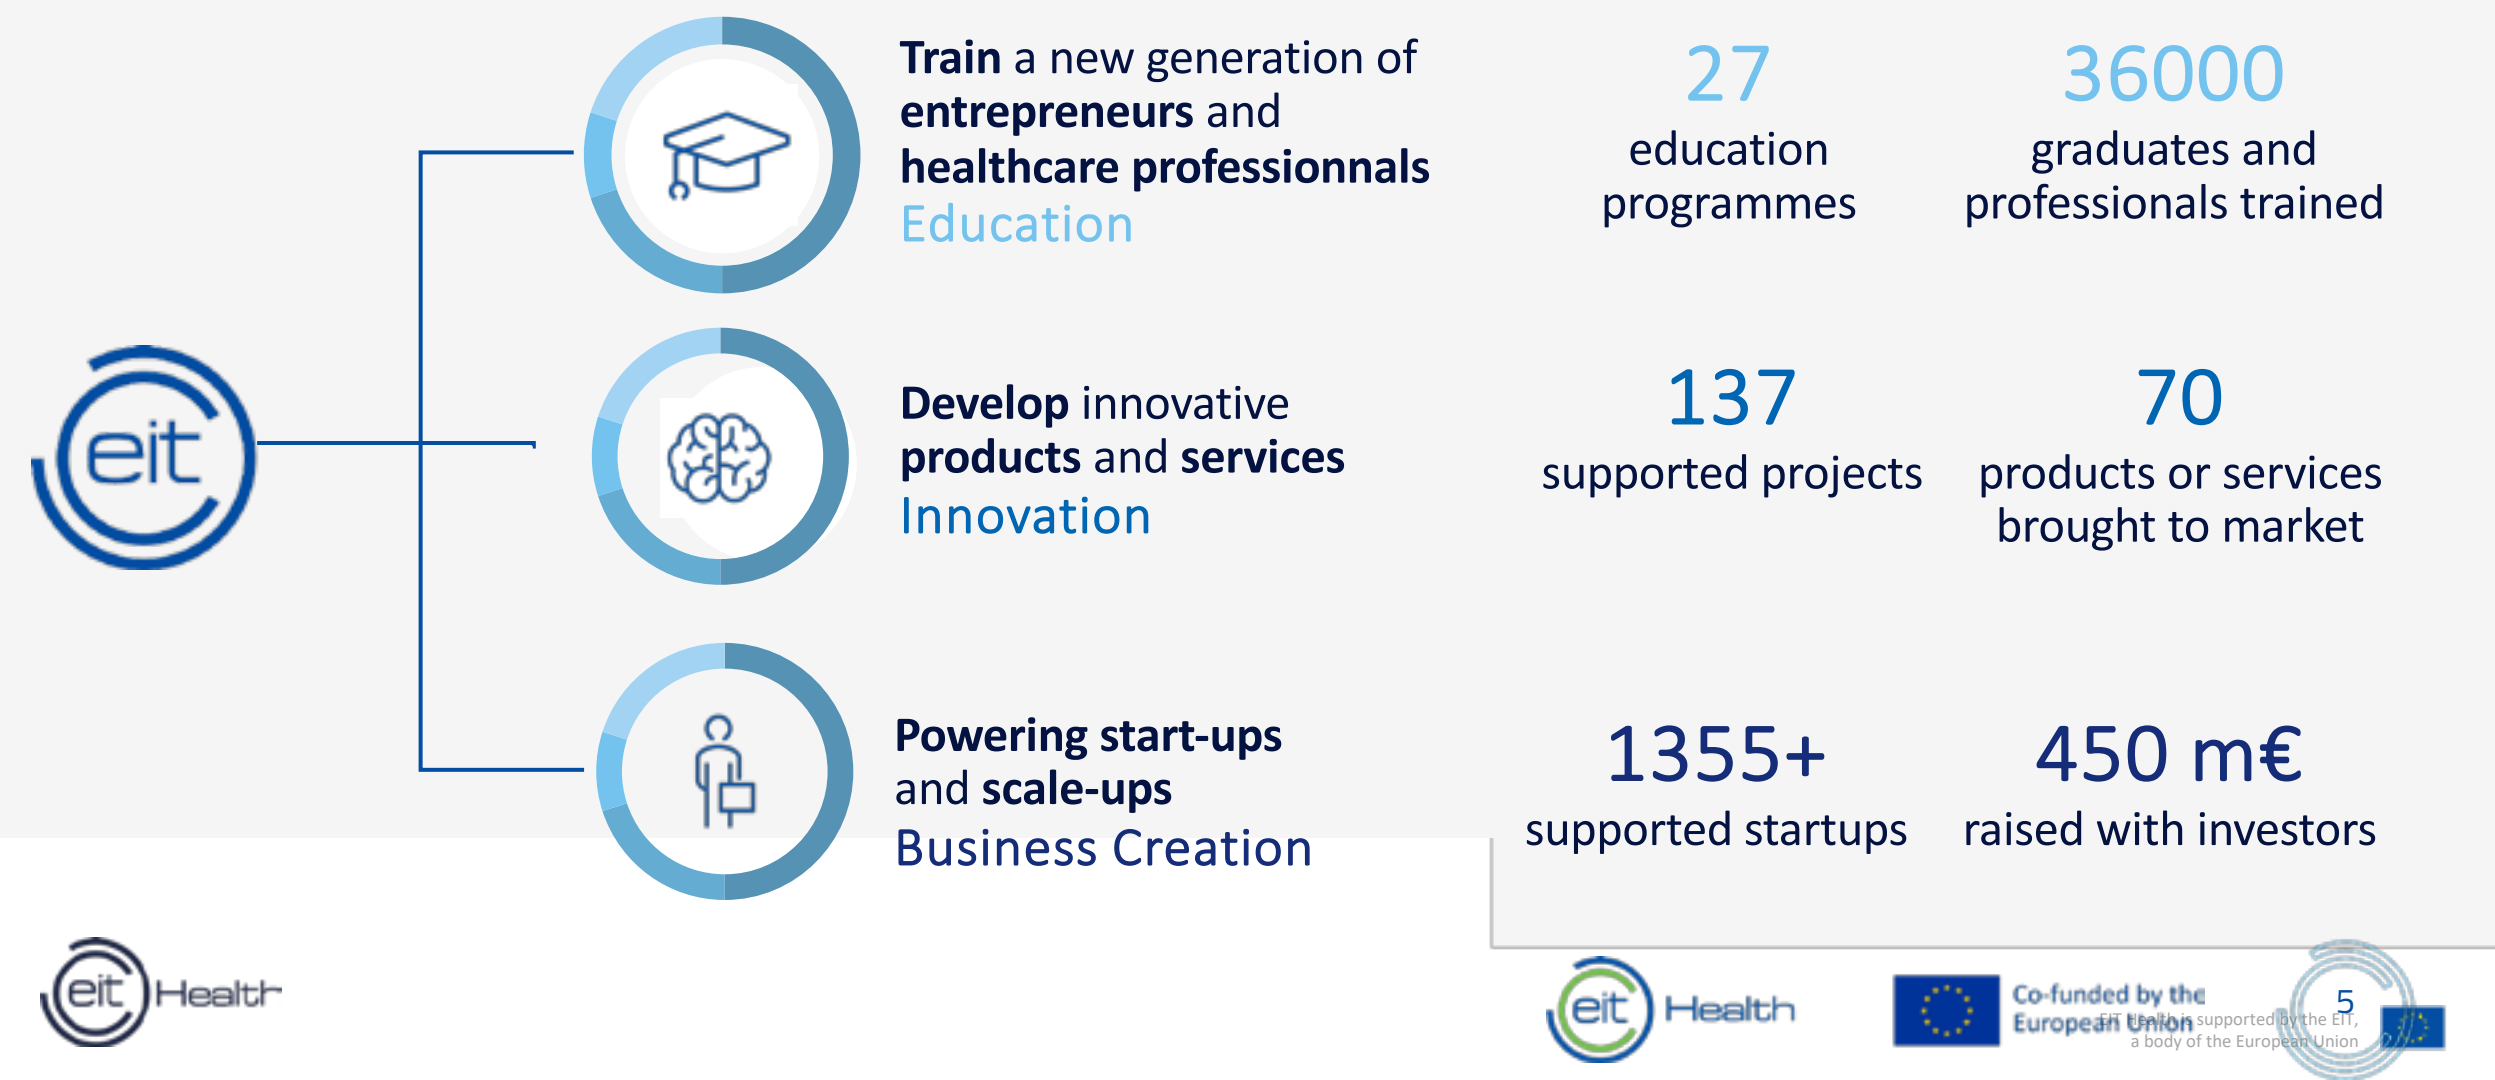 Train a new generation of
entrepreneurs and
healthcare professionnals
Education
27
education
programmes
36000
graduates and
professionals trained
eit
Develop innovative
products and services
Innovation
137
supported projects
70
products or services
brought to market
Powering start-ups
and scale-ups
Business Creation
1355+
supported startups
450 m€
raised with investors
eit Health
eit Health
Co-funded by the
European Union
5
EIT Health is supported by the EIT,
a body of the European Union